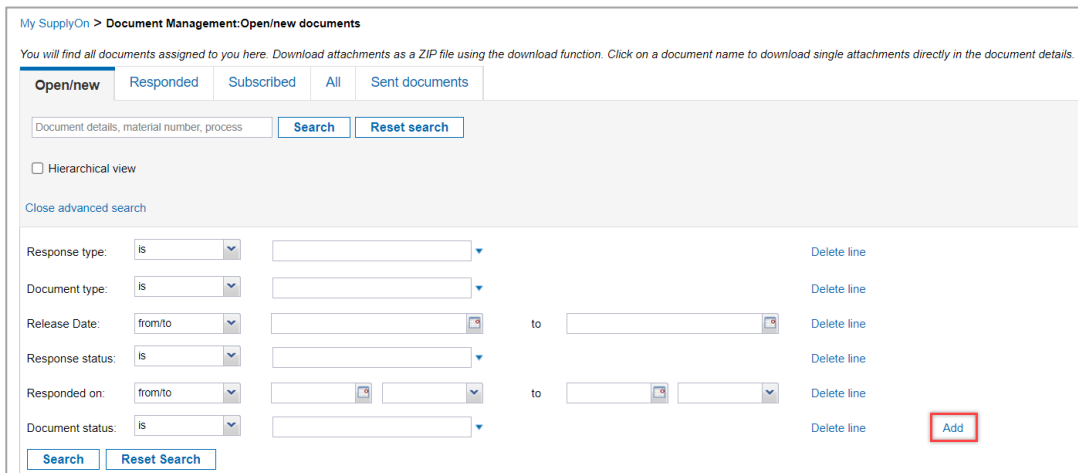 My SupplyOn > Document Management:Open/new documents
You will find all documents assigned to you here. Download attachments as a ZIP file using the download function. Click on a document name to download single attachments directly in the document details.
Open/new Responded Subscribed All Sent documents
Document details, material number, process Search Reset search
Hierarchical view
Close advanced search
Response type: is Delete line
Document type: is Delete line
Release Date: from/to to Delete line
Response status: is Delete line
Responded on: from/to to Delete line
Document status: is Delete line Add
Search Reset Search